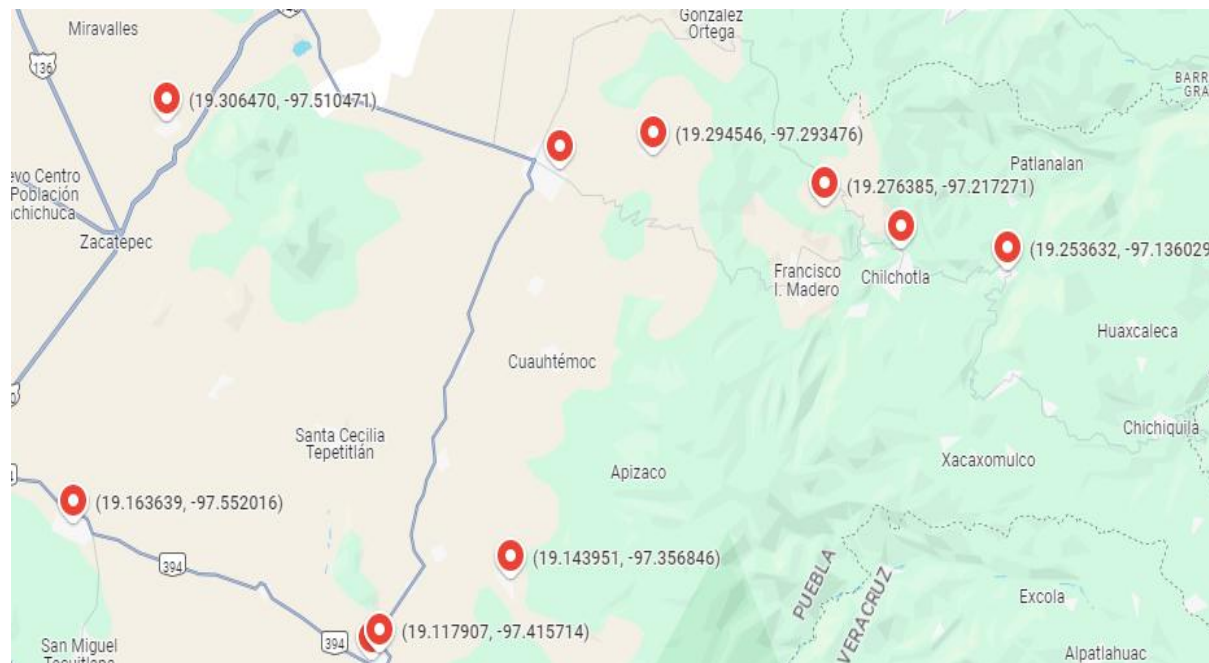 Miravalles
González
Ortega
136
(19.306470, -97.510471)
BARR
GRA
(19.294546, -97.293476)
Patlanalan
evo Centro
Población
achichuca
(19.276385, -97.217271)
Zacatepec
(19.253632, -97.136029
Francisco
I. Madero
Chilchotla
Huaxcaleca
Cuauhtémoc
Chichiquila
Santa Cecilia
Tepetitlán
Xacaxomulco
Apizaco
(19.163639, -97.552016)
(19.143951, -97.356846)
394
PUEBLA
VERACRUZ
Excola
(19.117907, -97.415714)
394
San Miguel
Alpatlahuac